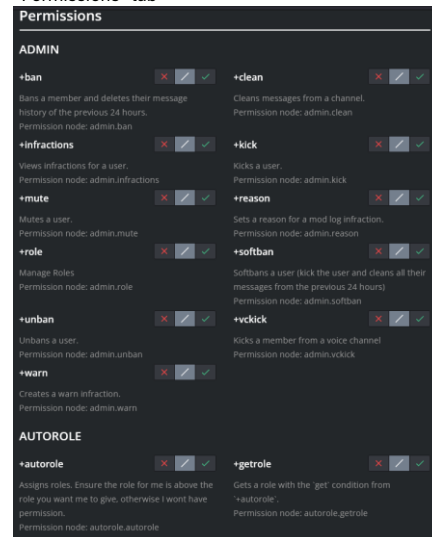 Permissions
ADMIN
+ban
Bans a member and deletes their message
history of the previous 24 hours.
Permission node: admin.ban
+clean
Cleans messages from a channel.
Permission node: admin.clean
+infractions
Views infractions for a user.
Permission node: admin.infractions
+kick
Kicks a user.
Permission node: admin.kick
+mute
Mutes a user.
Permission node: admin.mute
+reason
Sets a reason for a mod log infraction.
Permission node: admin.reason
+role
Manage Roles
Permission node: admin.role
+softban
Softbans a user (kick the user and cleans all their
messages from the previous 24 hours)
Permission node: admin.softban
+unban
Unbans a user.
Permission node: admin.unban
+vckick
Kicks a member from a voice channel
Permission node: admin.vckick
+warn
Creates a warn infraction.
Permission node: admin.warn
AUTOROLE
+autorole
Assigns roles. Ensure the role for me is above the
role you want me to give, otherwise I wont have
permission.
Permission node: autorole.autorole
+getrole
Gets a role with the `get` condition from
`+autorole`.
Permission node: autorole.getrole